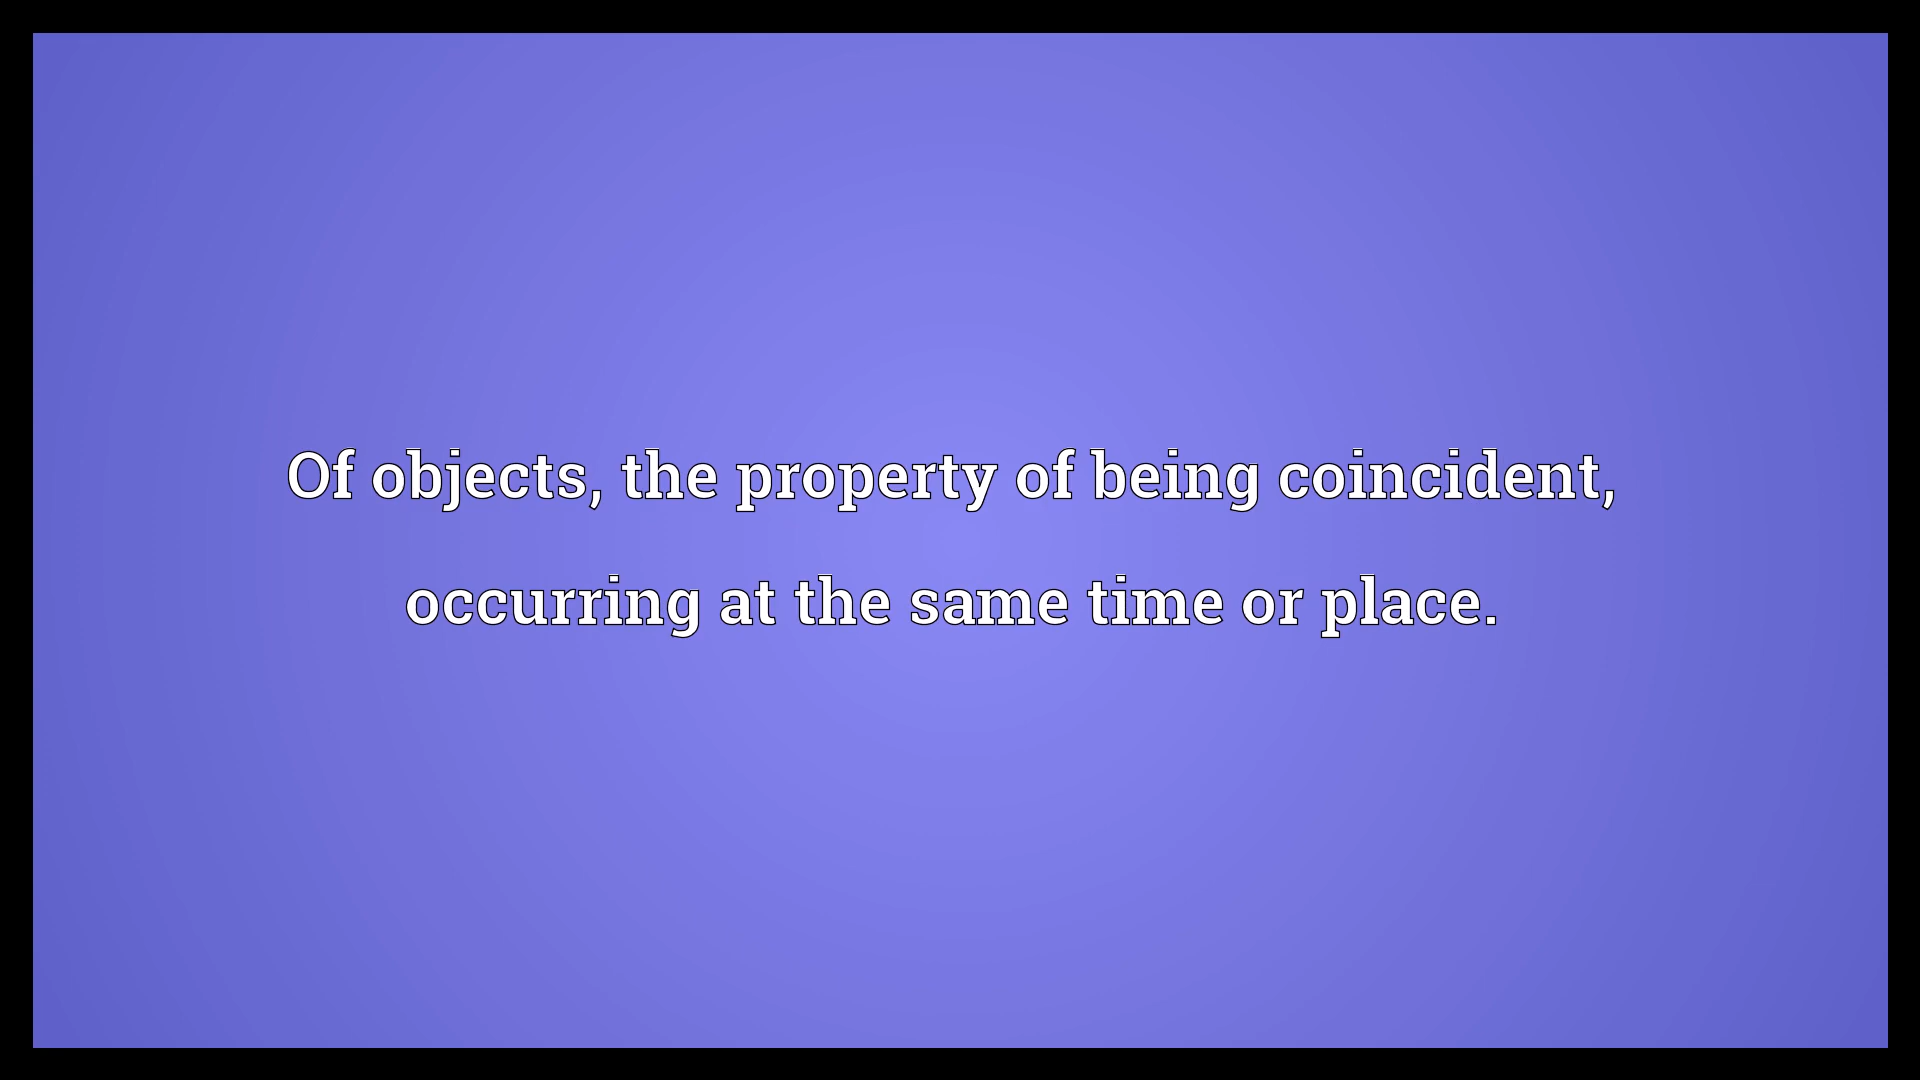 Of objects, the property of being coincident,
occurring at the same time or place.